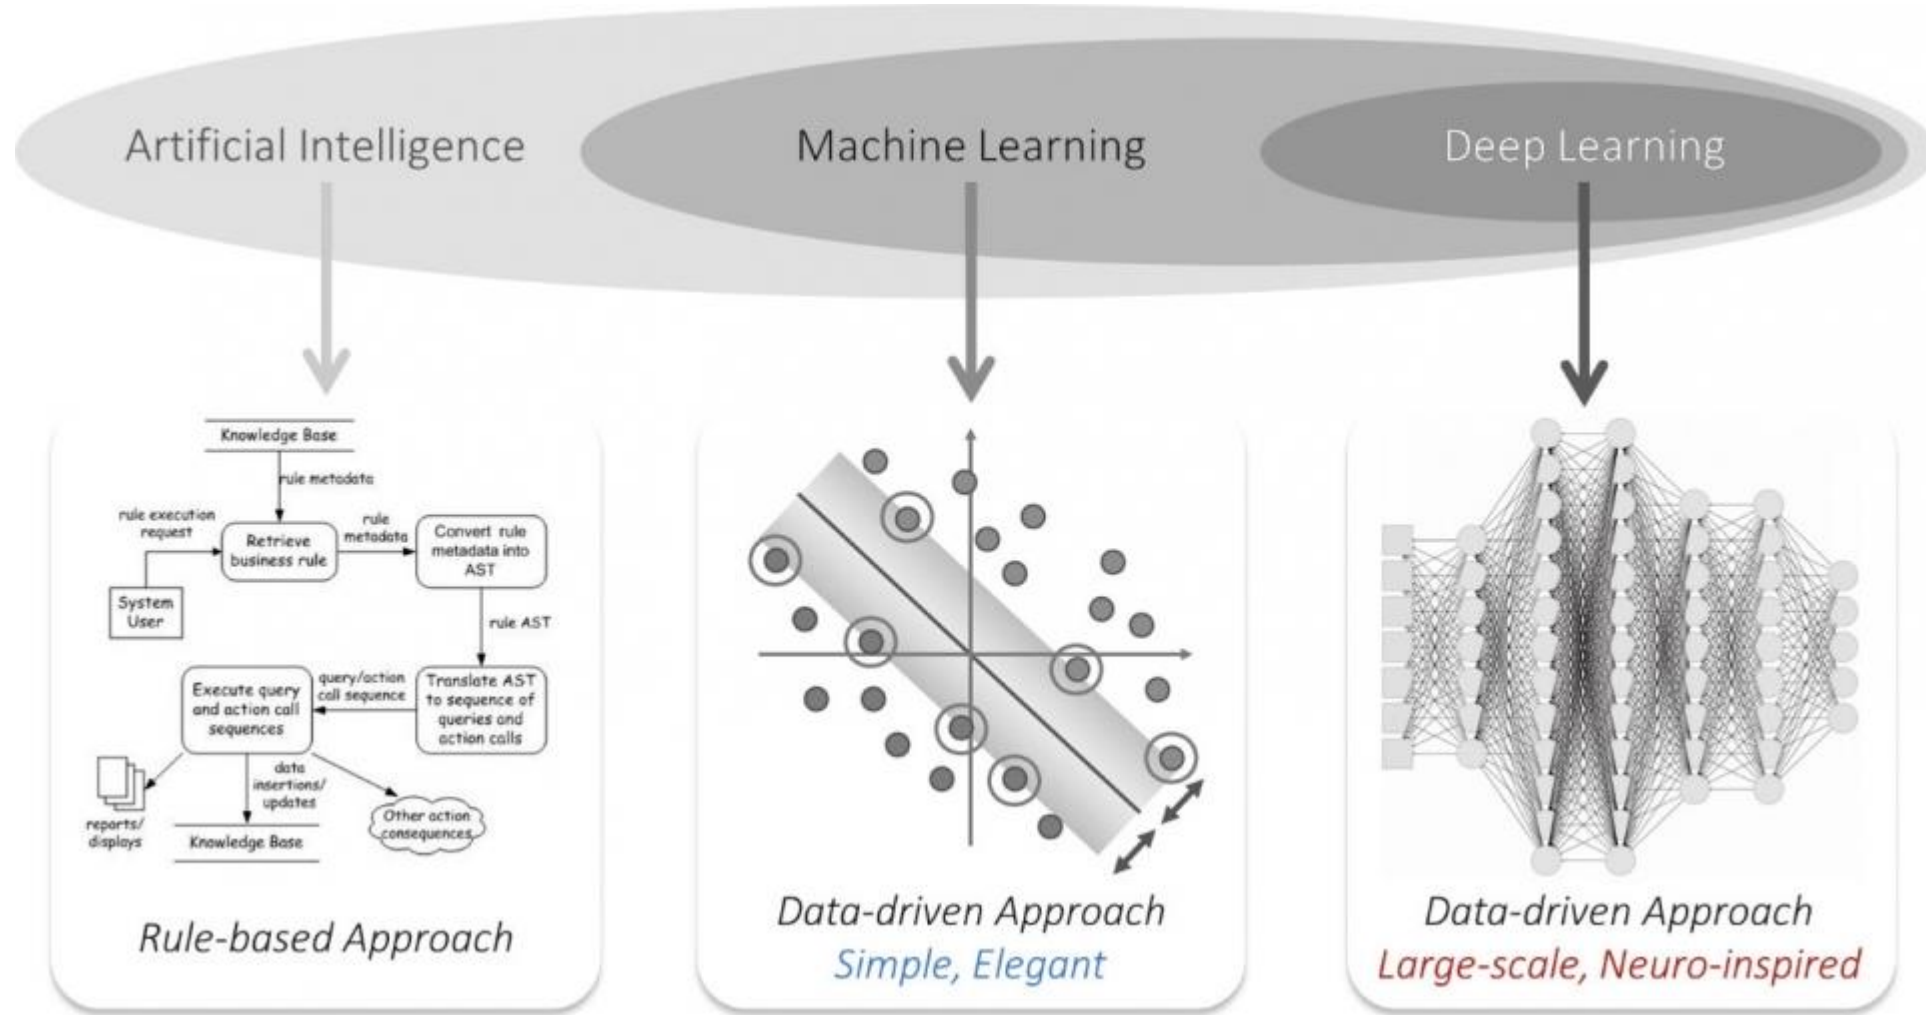 Artificial Intelligence
Machine Learning
Deep Learning
Knowledge Base
rule metadata
rule execution
request
Retrieve
business rule
rule
metadata
Convert rule
metadata into
AST
System
User
rule AST
Execute query
and action call
sequences
query/action
call sequence
Translate AST
to sequence of
queries and
action calls
data
insertions/
updates
reports/
displays
Knowledge Base
Other action
consequences
Rule-based Approach
Data-driven Approach
Simple, Elegant
Data-driven Approach
Large-scale, Neuro-inspired